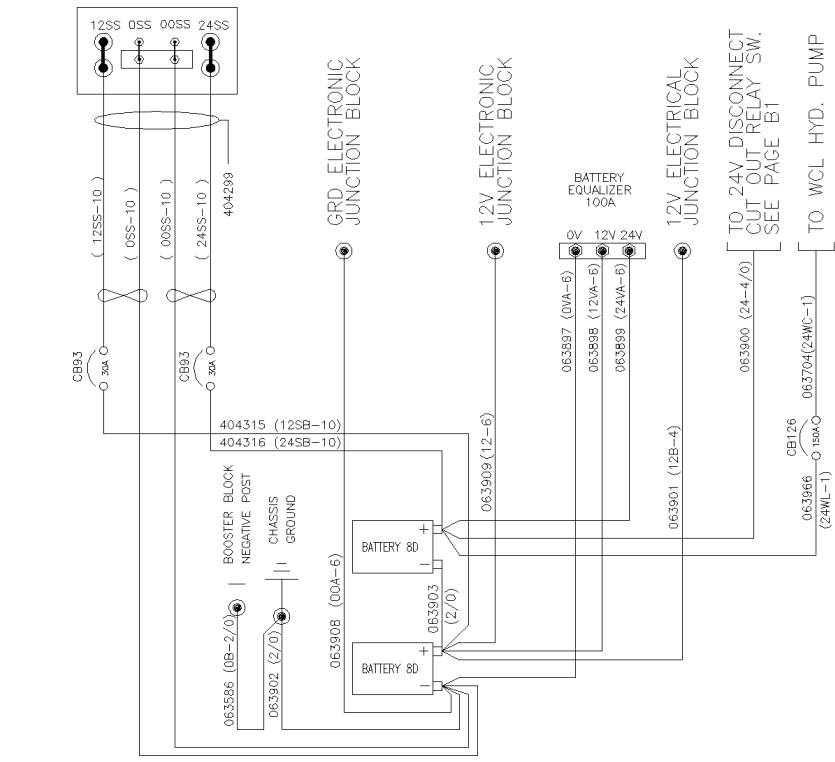 12SS 0SS 00SS 24SS
( 12SS-10 )
( 0SS-10 )
( 00SS-10 )
( 24SS-10 )
404299
CB93
30A
CB93
30A
404315 (12SB-10)
404316 (24SB-10)
GRD ELECTRONIC
JUNCTION BLOCK
12V ELECTRONIC
JUNCTION BLOCK
BATTERY
EQUALIZER
100A
0V 12V 24V
12V ELECTRICAL
JUNCTION BLOCK
TO 24V DISCONNECT
CUT OUT RELAY SW.
SEE PAGE B1
TO WCL HYD. PUMP
063897 (0VA-6)
063898 (12VA-6)
063899 (24VA-6)
063900 (24-4/0)
063704(24WC-1)
CB126
150A
063966
(24WL-1)
063909(12-6)
063901 (12B-4)
BOOSTER BLOCK
NEGATIVE POST
CHASSIS
GROUND
BATTERY 8D
+
-
063903
(2/0)
063908 (00A-6)
063586 (0B-2/0)
063902 (2/0)
BATTERY 8D
+
-